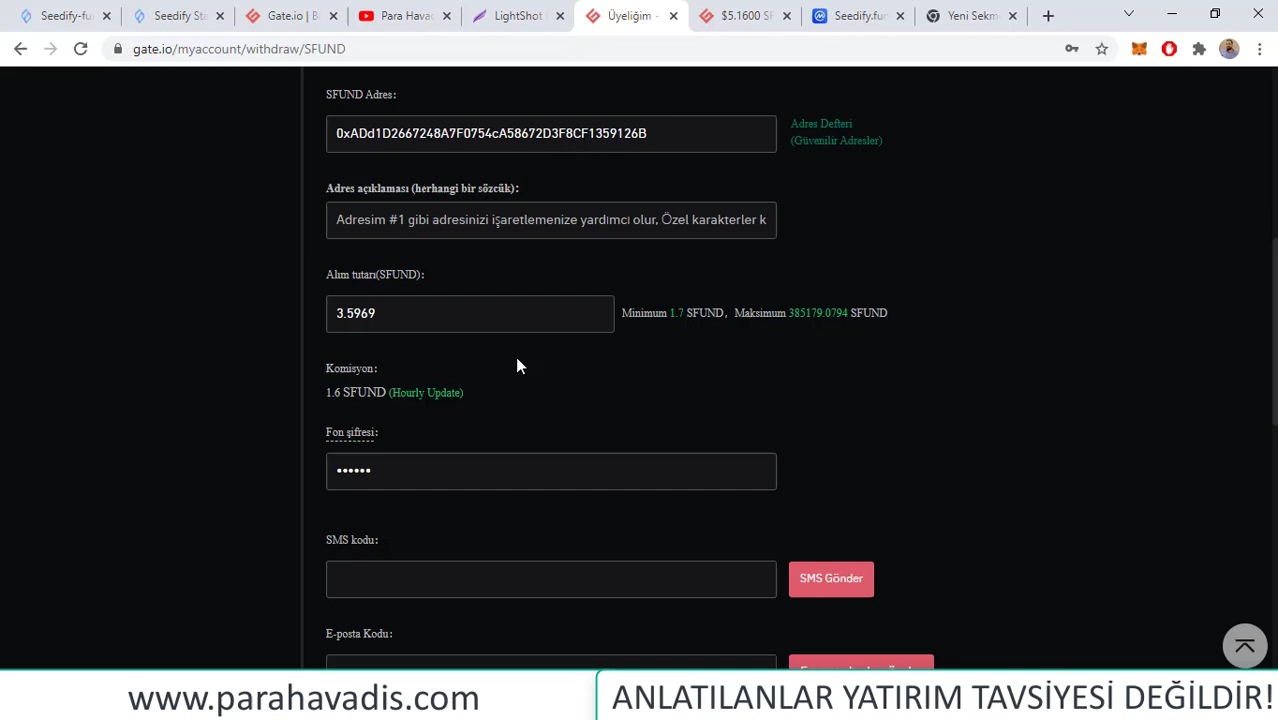 Seedify-fu
Seedify Sta
Gate.io | B
Para Havad
LightShot
Üyeliğim -
$5.1600 SF
Seedify.fur
Yeni Sekm
gate.io/myaccount/withdraw/SFUND
SFUND Adres:
0xADd1D2667248A7F0754cA58672D3F8CF1359126B
Adres Defteri
(Güvenilir Adresler)
Adres açıklaması (herhangi bir sözcük):
Adresim #1 gibi adresinizi işaretlemenize yardımcı olur, Özel karakterler k
Alım tutarı(SFUND):
3.5969
Minimum 1.7 SFUND, Maksimum 385179.0794 SFUND
Komisyon:
1.6 SFUND (Hourly Update)
Fon şifresi:
SMS kodu:
SMS Gönder
E-posta Kodu:
www.parahavadis.com
ANLATILANLAR YATIRIM TAVSİYESİ DEĞİLDİR!